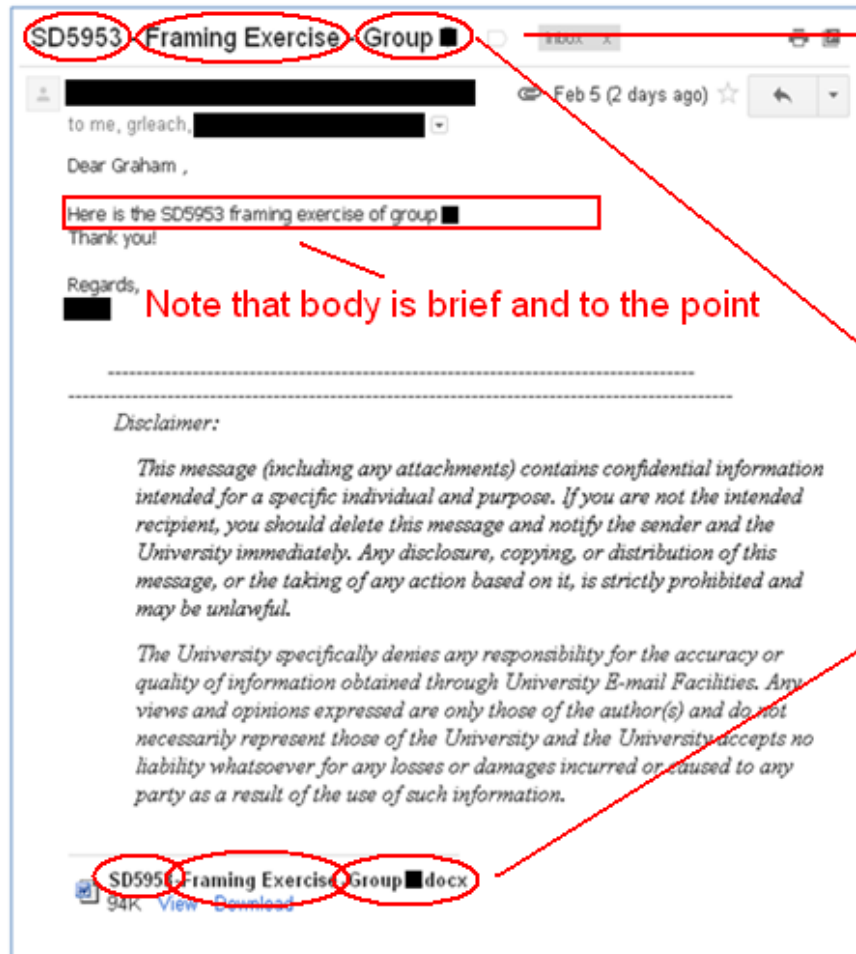 SD5953 - Framing Exercise - Group
Inbox x
Feb 5 (2 days ago)
to me, grleach,
Dear Graham ,
Here is the SD5953 framing exercise of group
Thank you!
Regards,
Note that body is brief and to the point
--------------------------------------------------------------------------------
------------------------------------------------------------------------------------------
Disclaimer:
This message (including any attachments) contains confidential information
intended for a specific individual and purpose. If you are not the intended
recipient, you should delete this message and notify the sender and the
University immediately. Any disclosure, copying, or distribution of this
message, or the taking of any action based on it, is strictly prohibited and
may be unlawful.
The University specifically denies any responsibility for the accuracy or
quality of information obtained through University E-mail Facilities. Any
views and opinions expressed are only those of the author(s) and do not
necessarily represent those of the University and the University accepts no
liability whatsoever for any losses or damages incurred or caused to any
party as a result of the use of such information.
SD5953-Framing Exercise-Group docx
94K View Download